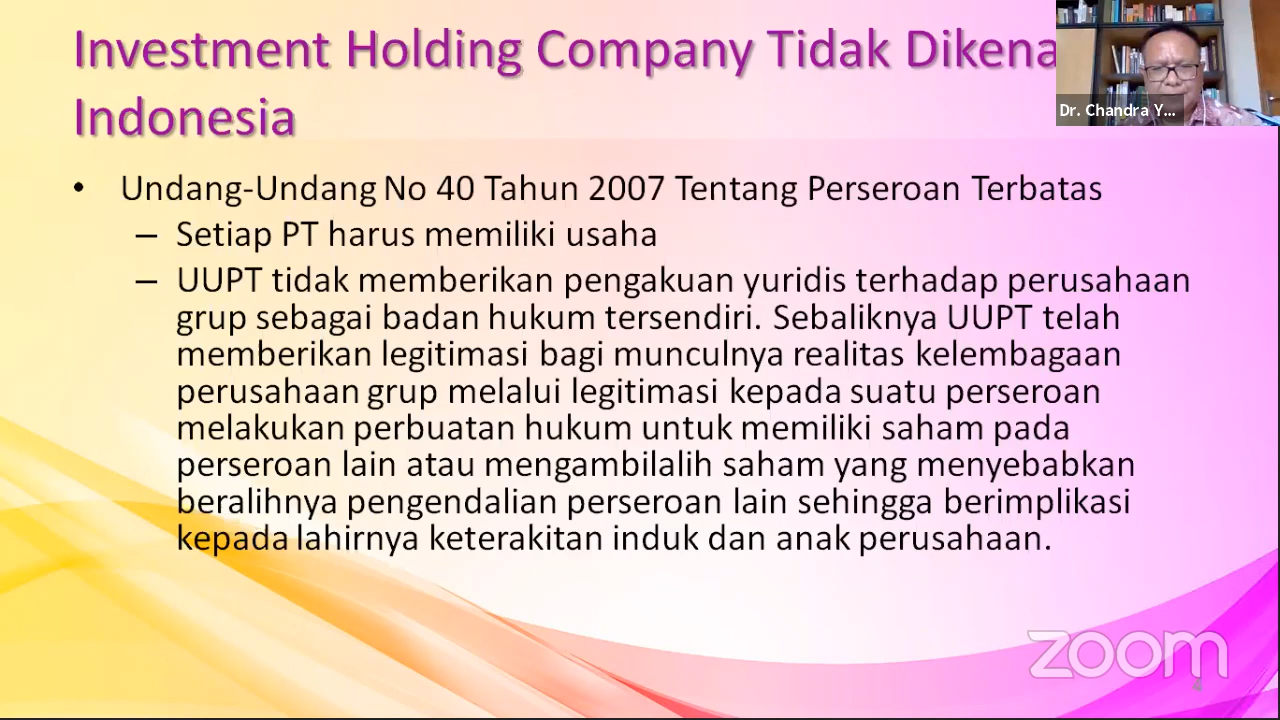 Investment Holding Company Tidak Dikena
Indonesia
Dr. Chandra Y...
• Undang-Undang No 40 Tahun 2007 Tentang Perseroan Terbatas
– Setiap PT harus memiliki usaha
– UUPT tidak memberikan pengakuan yuridis terhadap perusahaan
grup sebagai badan hukum tersendiri. Sebaliknya UUPT telah
memberikan legitimasi bagi munculnya realitas kelembagaan
perusahaan grup melalui legitimasi kepada suatu perseroan
melakukan perbuatan hukum untuk memiliki saham pada
perseroan lain atau mengambilalih saham yang menyebabkan
beralihnya pengendalian perseroan lain sehingga berimplikasi
kepada lahirnya keterakitan induk dan anak perusahaan.
zoom
4